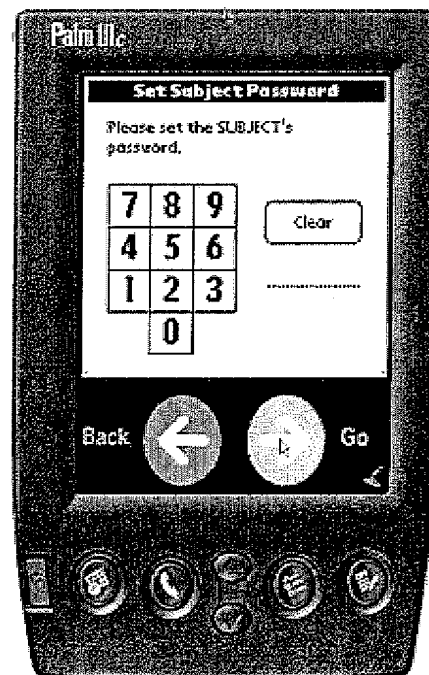 Palm IIIc
Set Subject Password
Please set the SUBJECT's
password.
7 8 9
Clear
4 5 6
1 2 3
0
Back
Go